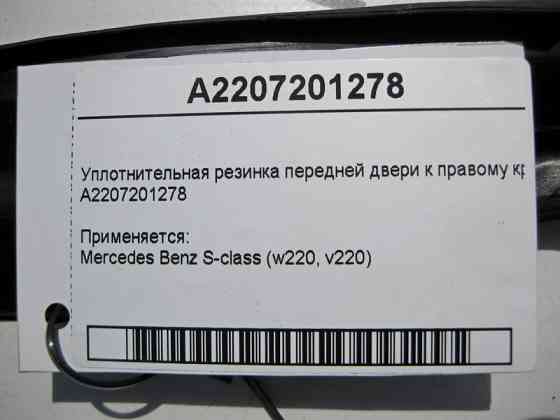 A2207201278
Уплотнительная резинка передней двери к правому
A2207201278
Применяется:
Mercedes Benz S-class (w220, v220)